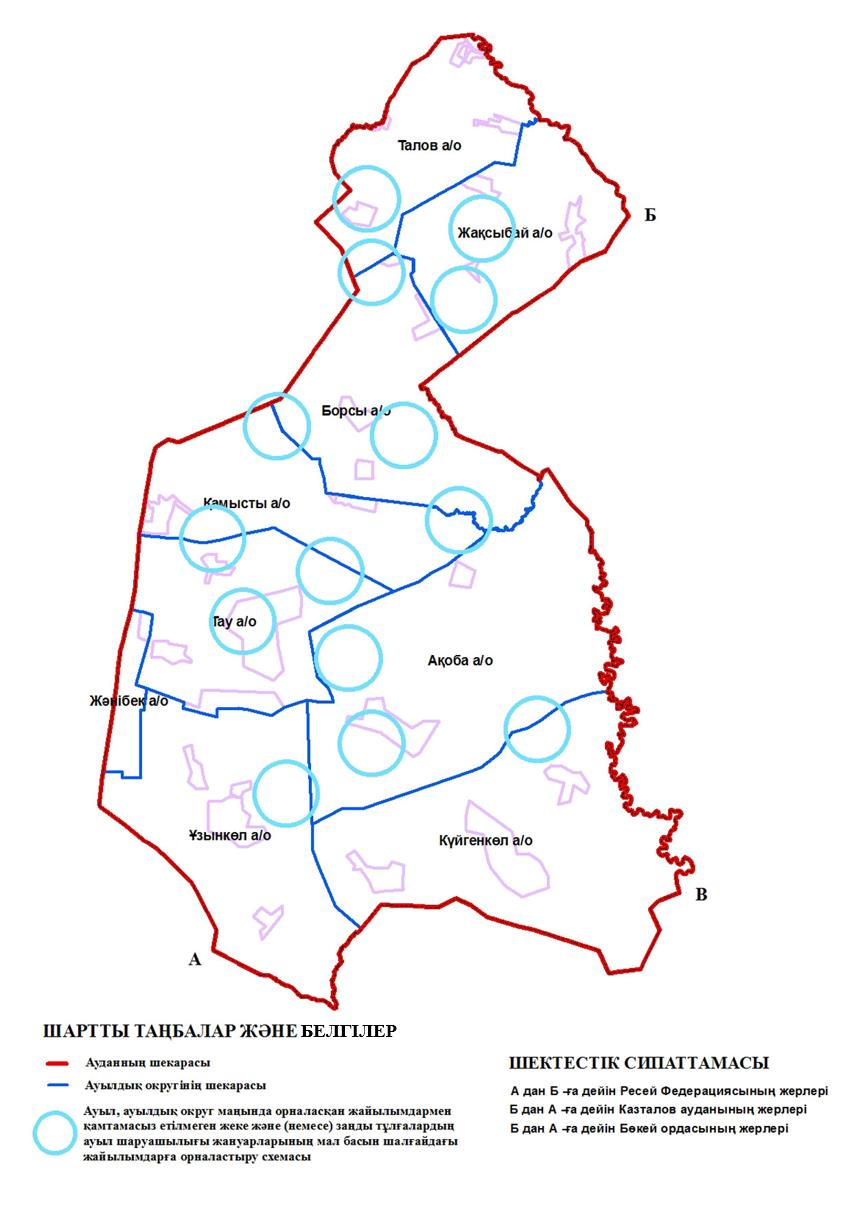 Талов а/о
Б
Жақсыбай а/о
Борсы а/о
Қамысты а/о
Тау а/о
Ақоба а/о
Жәнібек а/о
Ұзынкөл а/о
Күйгенкөл а/о
В
А
ШАРТТЫ ТАҢБАЛАР ЖӘНЕ БЕЛГІЛЕР
Ауданның шекарасы
Ауылдық округінің шекарасы
Ауыл, ауылдық округ маңында орналасқан жайылымдармен
қамтамасыз етілмеген жеке және (немесе) заңды тұлғалардың
ауыл шаруашылығы жануарларының мал басын шалғайдағы
жайылымдарға орналастыру схемасы
ШЕКТЕСТІК СИПАТТАМАСЫ
А дан Б –ға дейін Ресей Федерациясының жерлері
Б дан А –ға дейін Казталов ауданының жерлері
Б дан А –ға дейін Бөкей ордасының жерлері